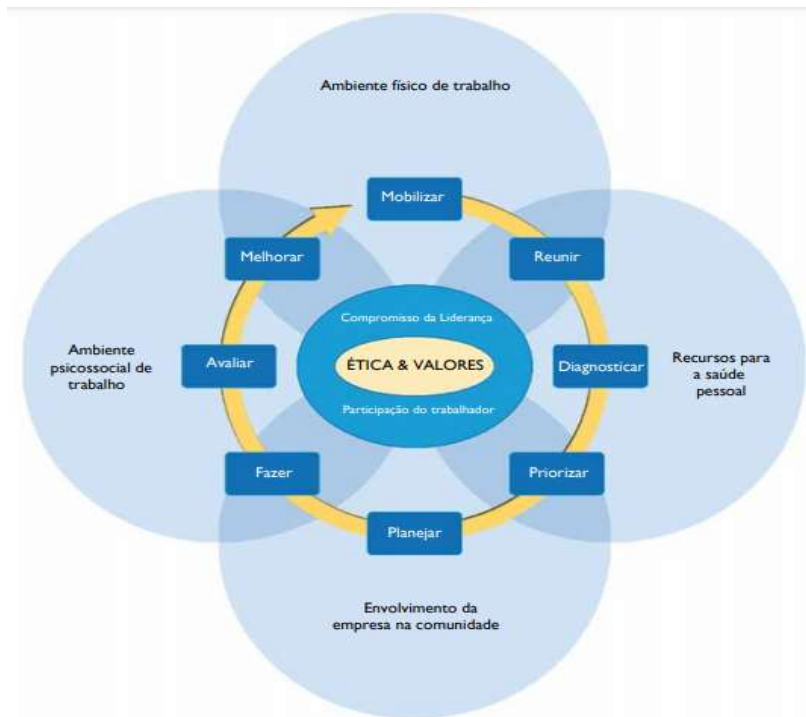 Ambiente físico de trabalho
Mobilizar
Melhorar
Reunir
Compromisso da Liderança
Ambiente
psicossocial de
trabalho
Avaliar
ÉTICA & VALORES
Diagnosticar
Recursos para
a saúde
pessoal
Participação do trabalhador
Fazer
Priorizar
Planejar
Envolvimento da
empresa na comunidade